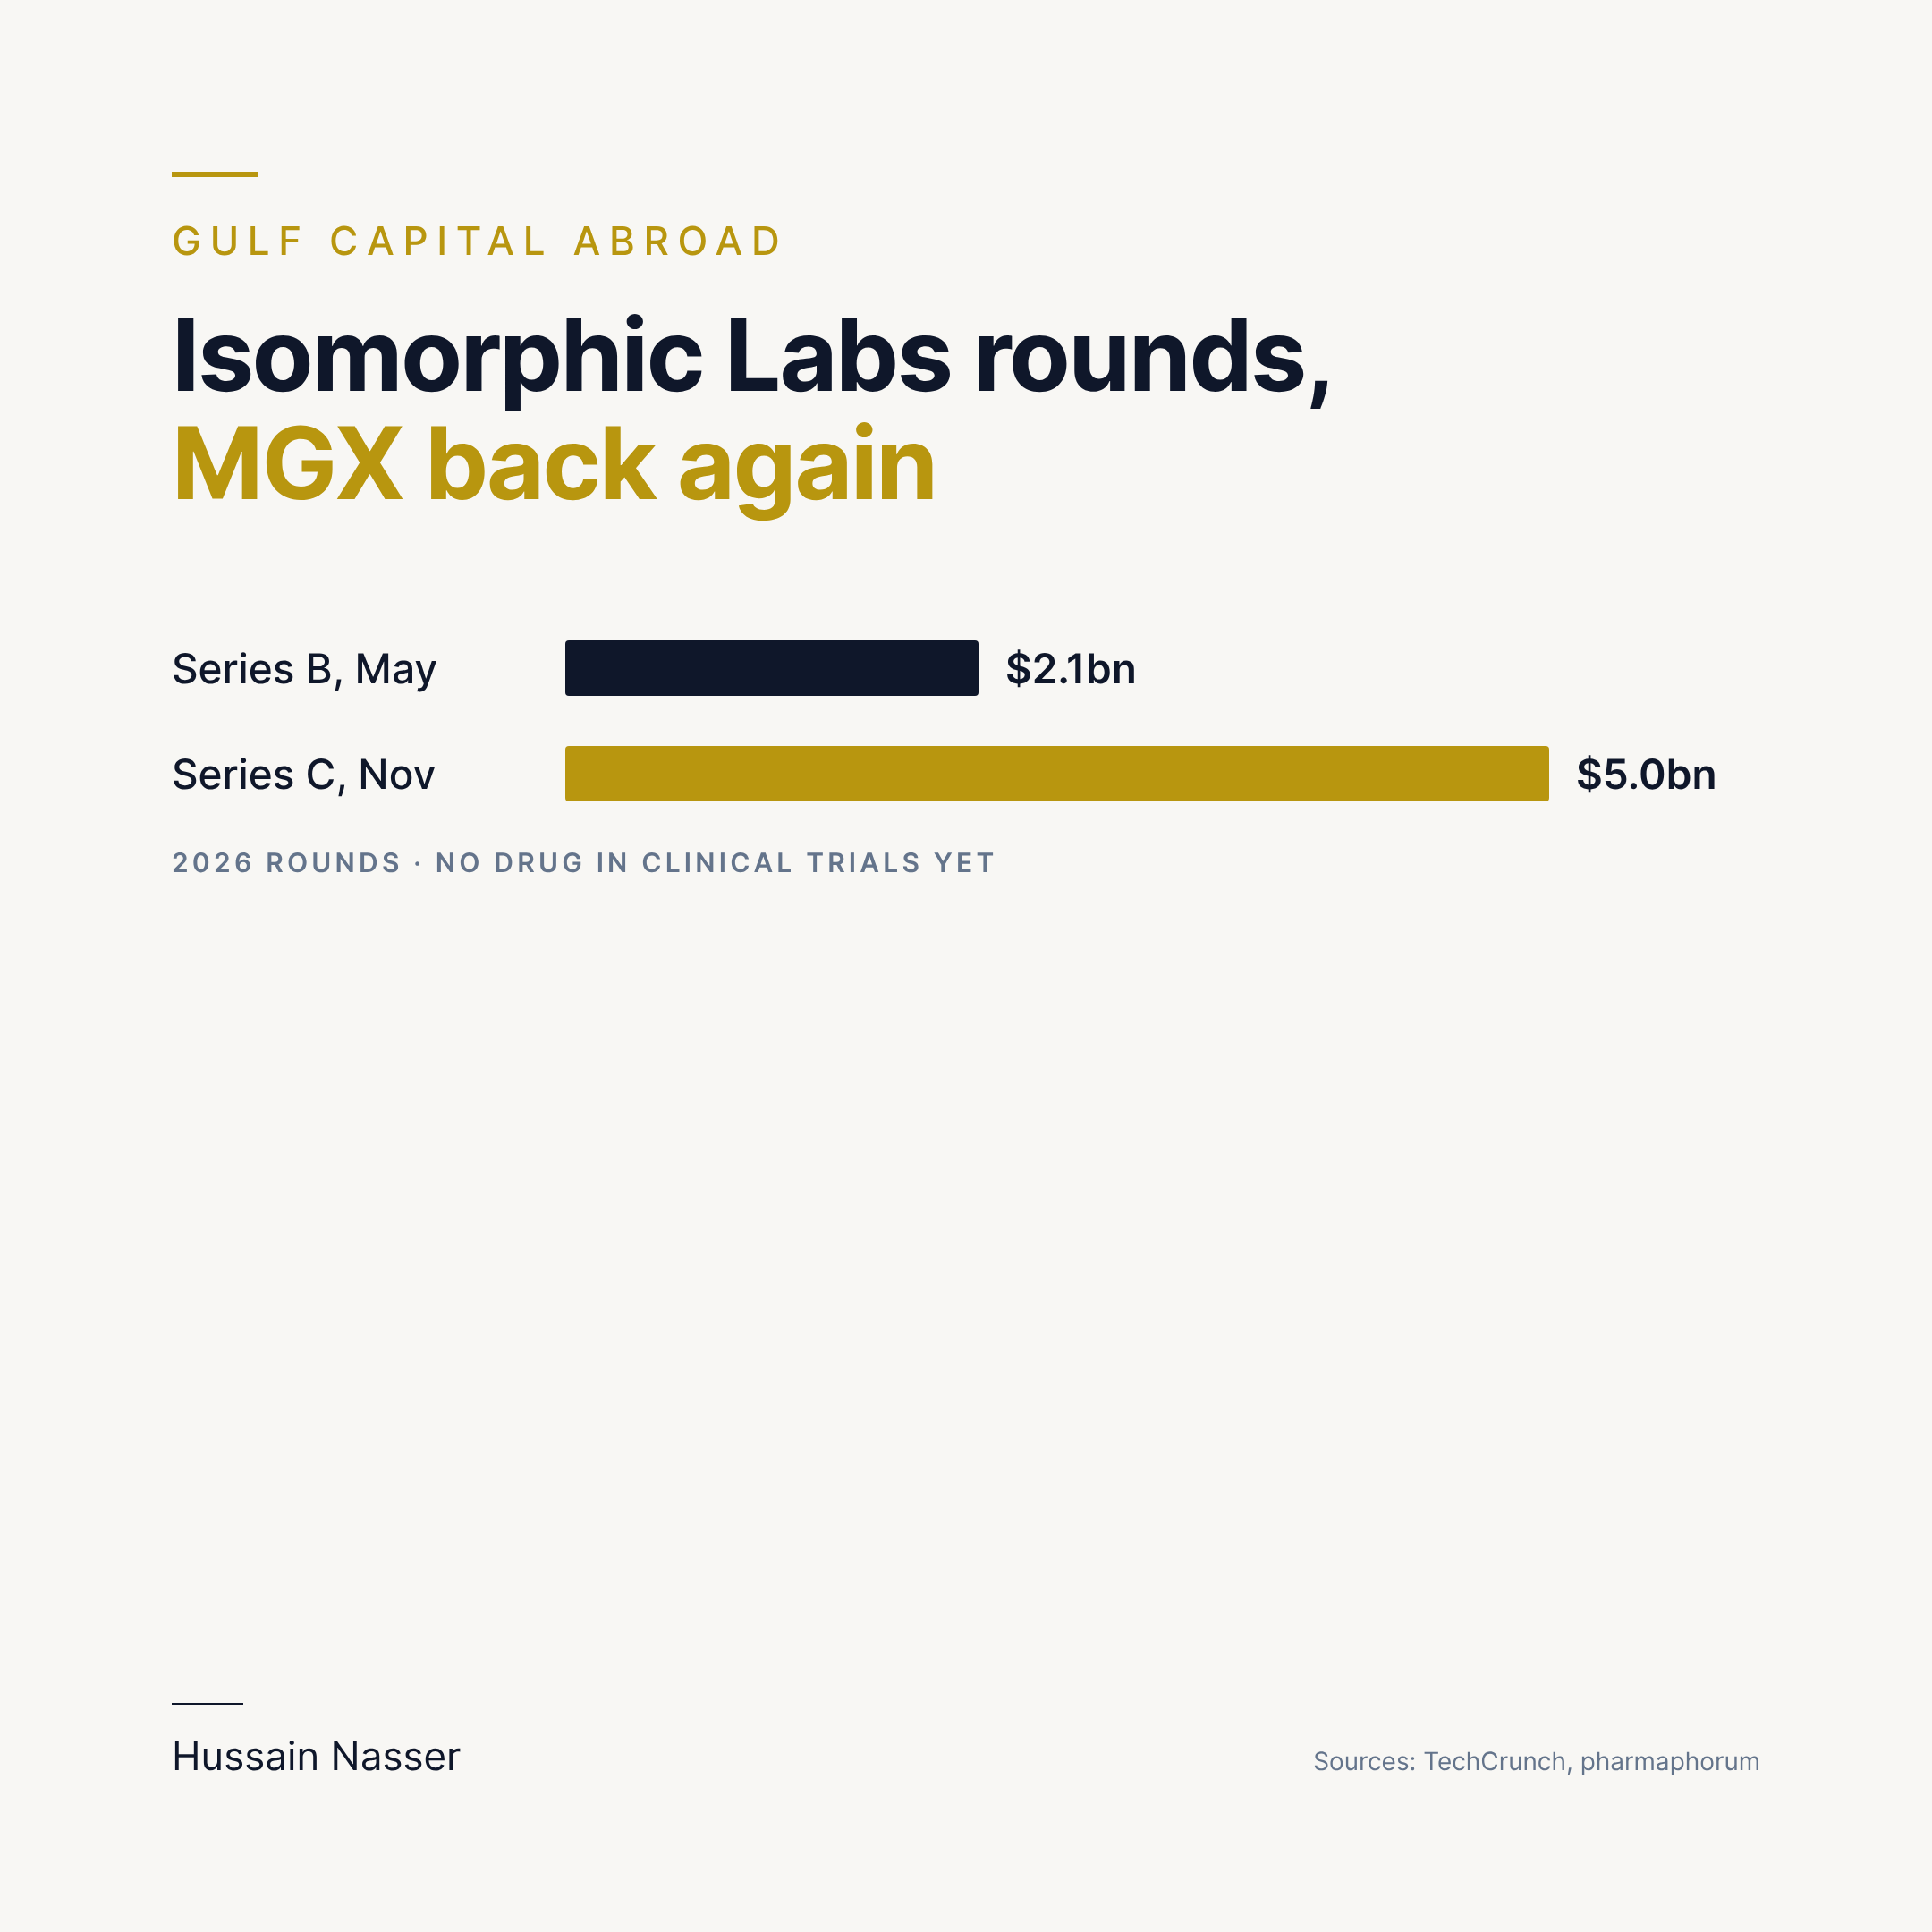 GULF CAPITAL ABROAD
Isomorphic Labs rounds,
MGX back again
Series B, May $2.1bn
Series C, Nov $5.0bn
2026 ROUNDS · NO DRUG IN CLINICAL TRIALS YET
Hussain Nasser
Sources: TechCrunch, pharmaphorum